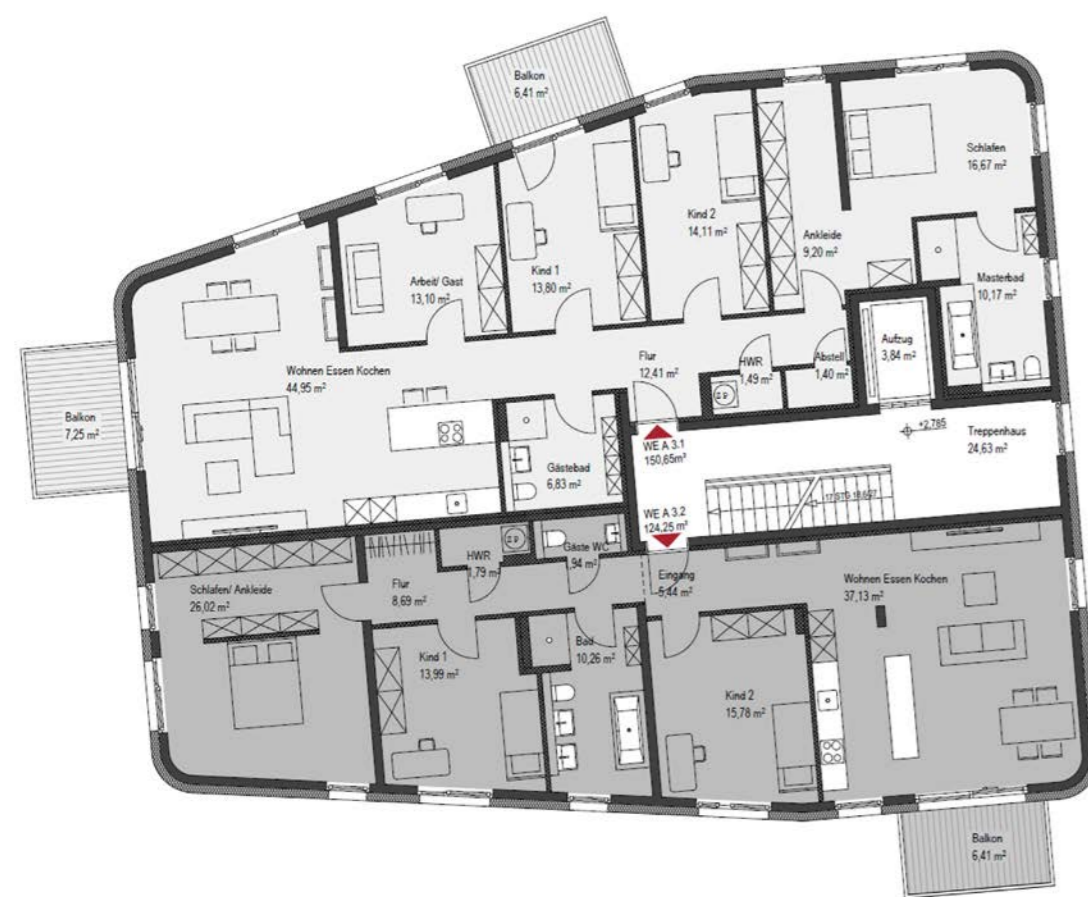 Balkon
6,41 m²
Schlafen
16,67 m²
Kind 2
14,11 m²
Ankleide
9,20 m²
Kind 1
13,80 m²
Arbeit/ Gast
13,10 m²
Masterbad
10,17 m²
Aufzug
3,84 m²
Flur
12,41 m²
HWR
1,49 m²
Abstell
1,40 m²
Wohnen Essen Kochen
44,95 m²
Balkon
7,25 m²
+2,785
Treppenhaus
24,63 m²
WE A 3.1
150,65m²
Gästebad
6,83 m²
WE A 3.2
124,25 m²
Gäste WC
1,94 m²
HWR
1,79 m²
Flur
8,69 m²
Schlafen/ Ankleide
26,02 m²
Eingang
5,44 m²
Wohnen Essen Kochen
37,13 m²
Bad
10,26 m²
Kind 1
13,99 m²
Kind 2
15,78 m²
Balkon
6,41 m²